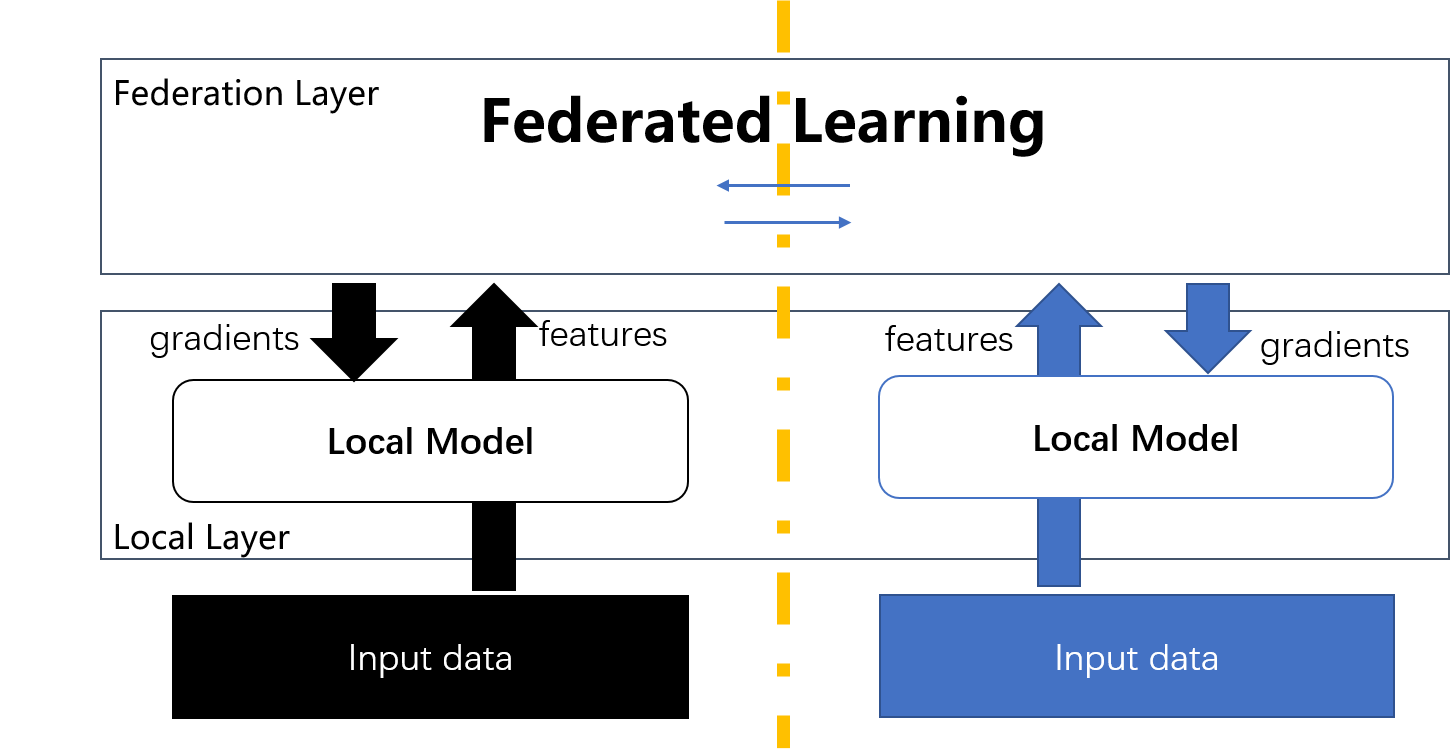 Federation Layer
Federated Learning
gradients
features
features
gradients
Local Model
Local Model
Local Layer
Input data
Input data